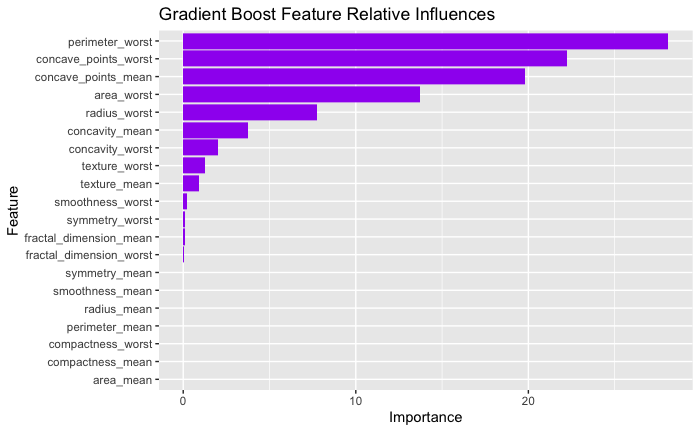 Gradient Boost Feature Relative Influences
Feature
perimeter_worst
concave_points_worst
concave_points_mean
area_worst
radius_worst
concavity_mean
concavity_worst
texture_worst
texture_mean
smoothness_worst
symmetry_worst
fractal_dimension_mean
fractal_dimension_worst
symmetry_mean
smoothness_mean
radius_mean
perimeter_mean
compactness_worst
compactness_mean
area_mean
0 10 20
Importance